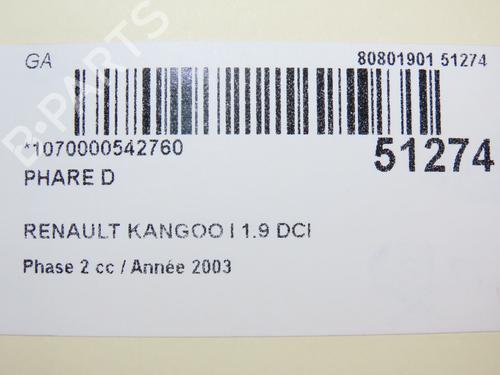 GA
80801901 51274
*1070000542760
51274
PHARE D
RENAULT KANGOO I 1.9 DCI
Phase 2 cc / Année 2003
B-PARTS